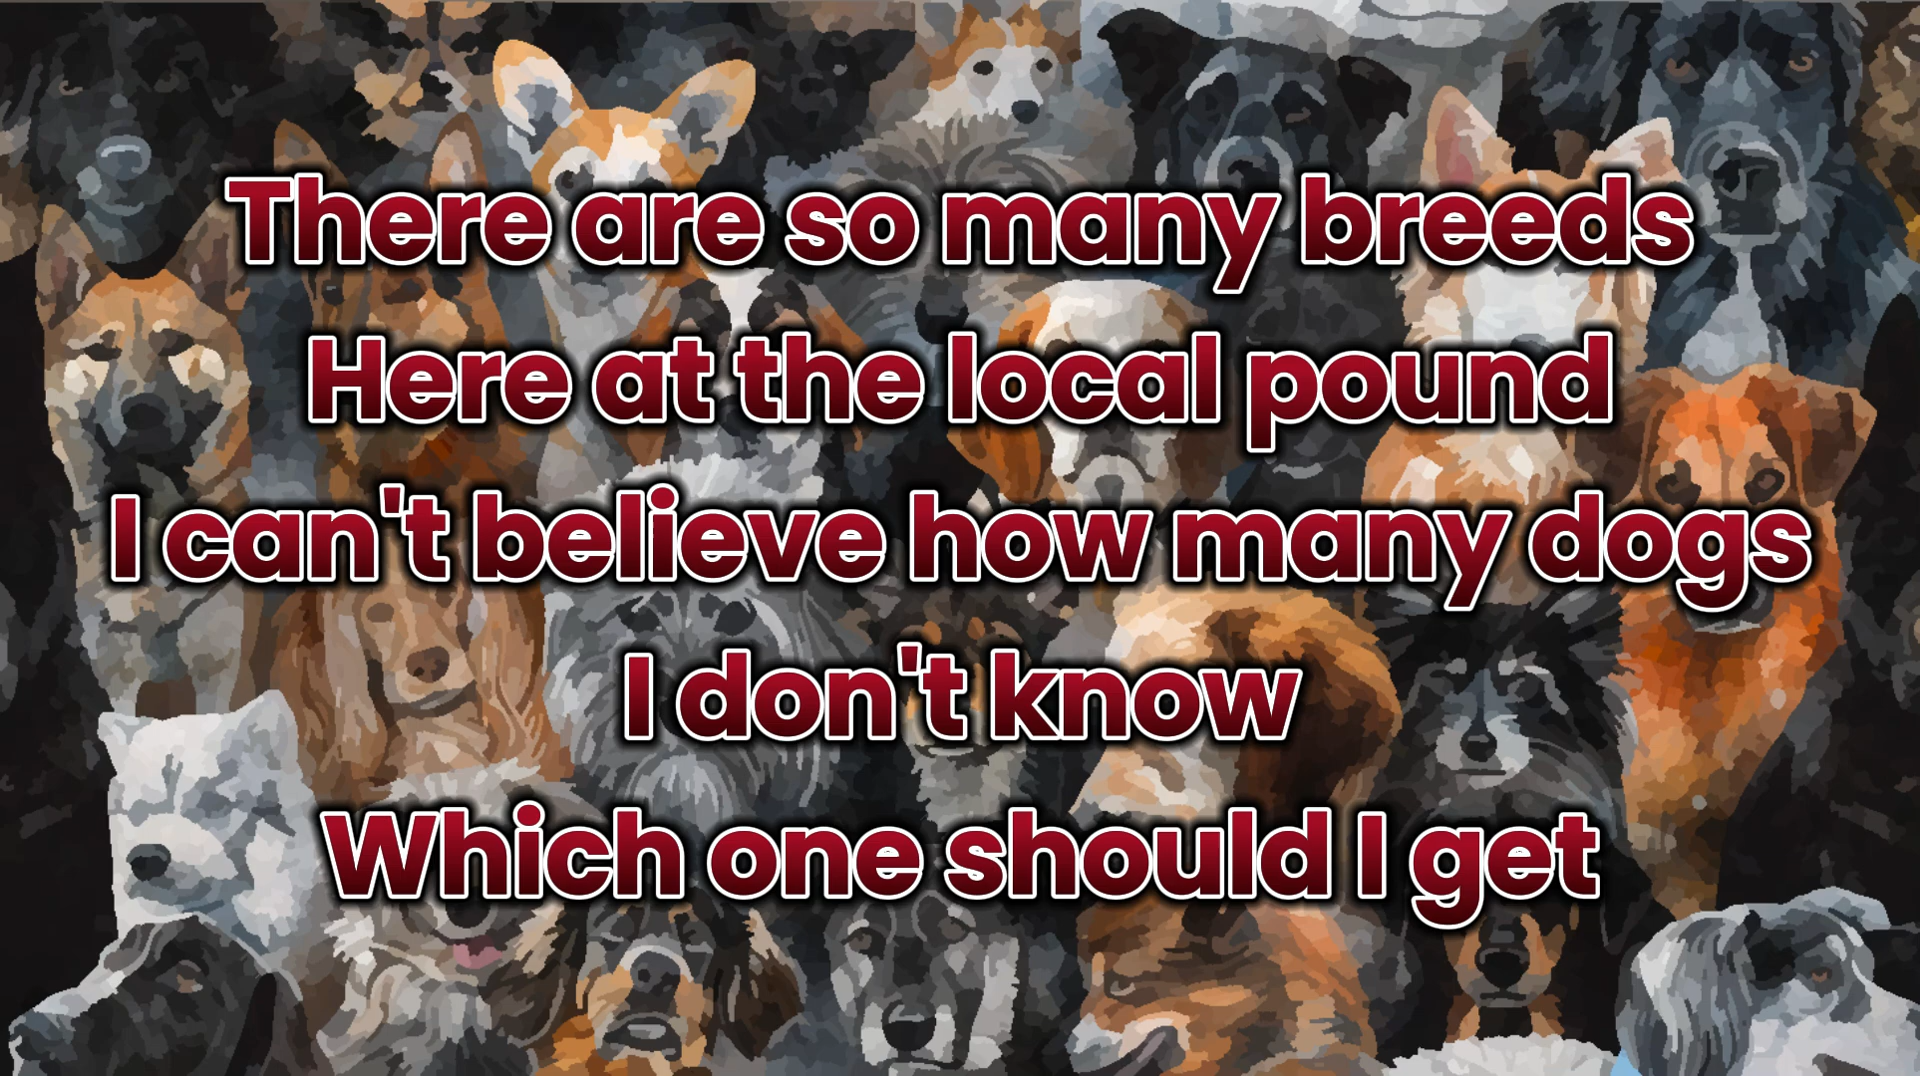 There are so many breeds
Here at the local pound
I can't believe how many dogs
I don't know
Which one should I get